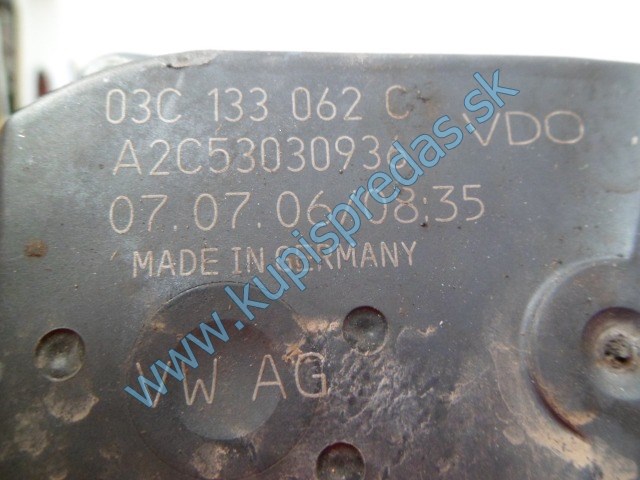 03C 133 062 C
VDO
A2C53030936
07.07.06/08:35
MADE IN GERMANY
VW AG
www.kupispredas.sk